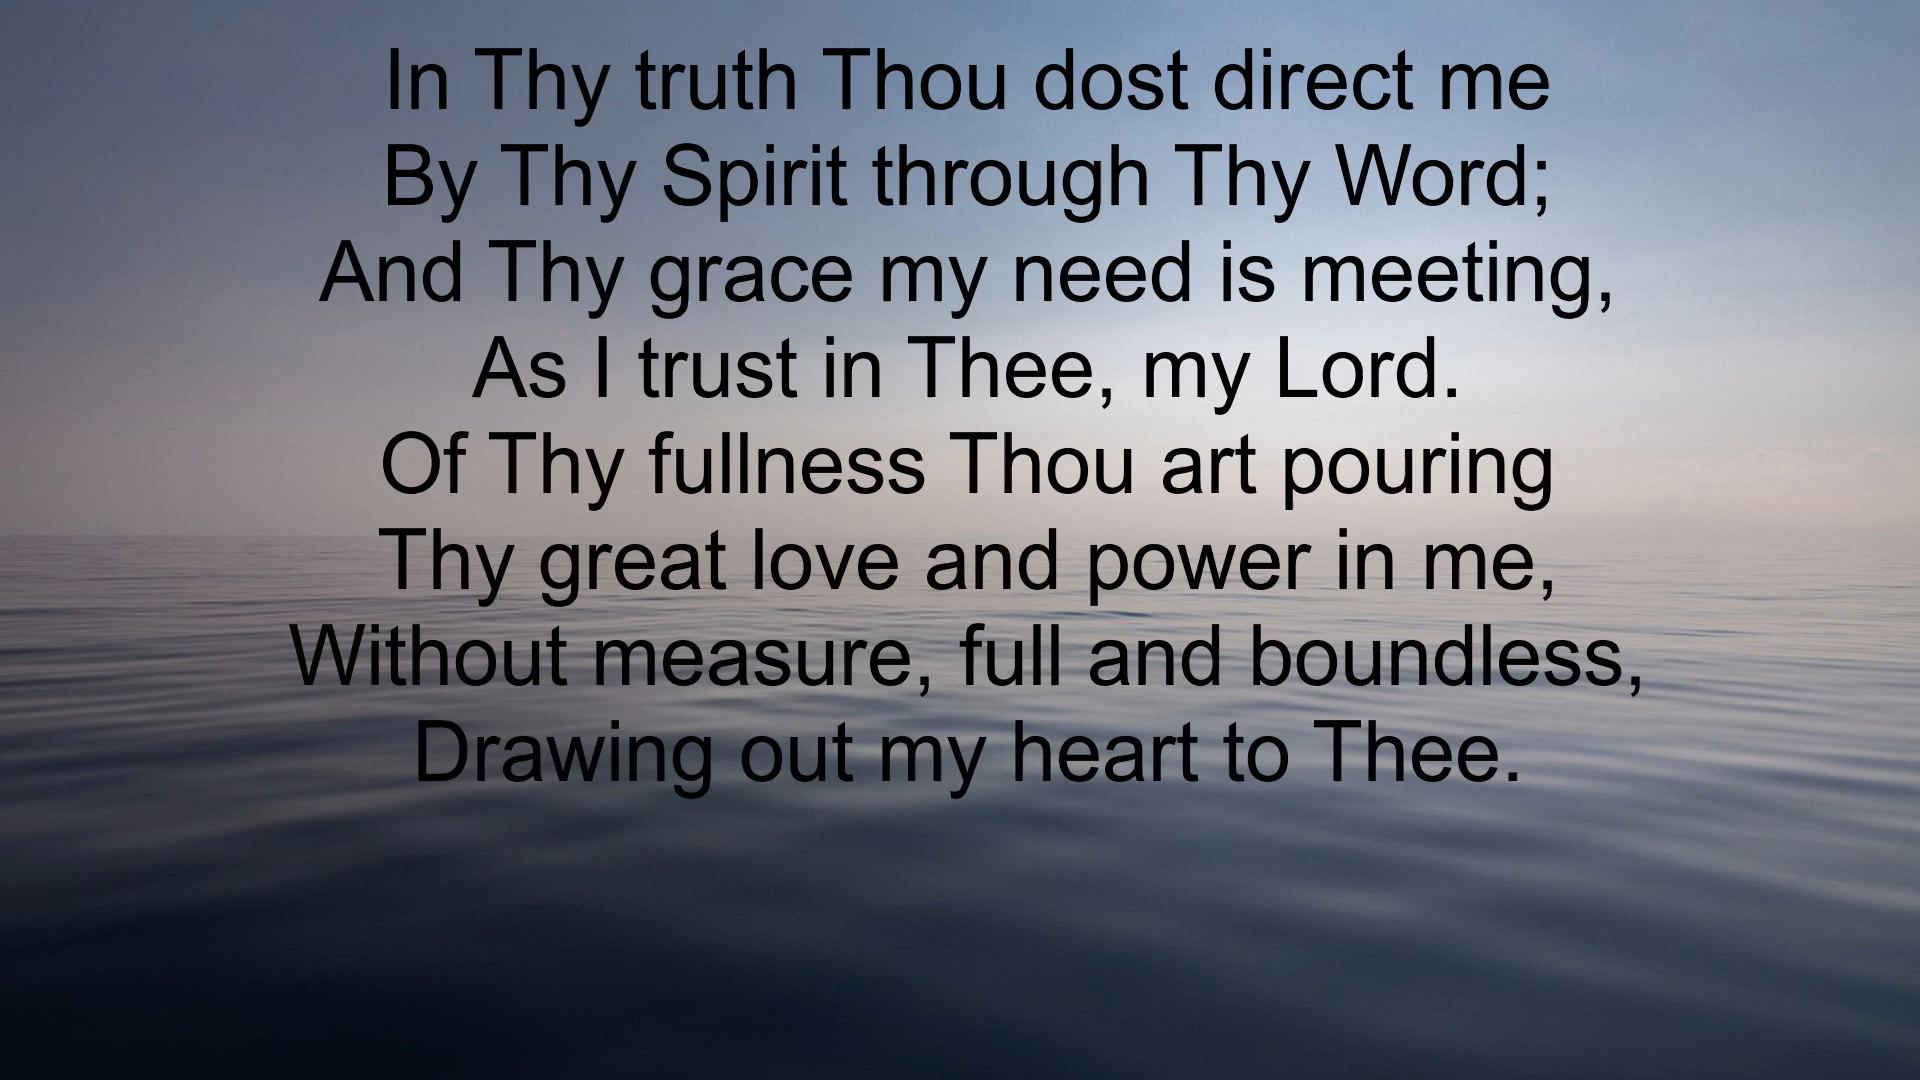 In Thy truth Thou dost direct me
By Thy Spirit through Thy Word;
And Thy grace my need is meeting,
As I trust in Thee, my Lord.
Of Thy fullness Thou art pouring
Thy great love and power in me,
Without measure, full and boundless,
Drawing out my heart to Thee.